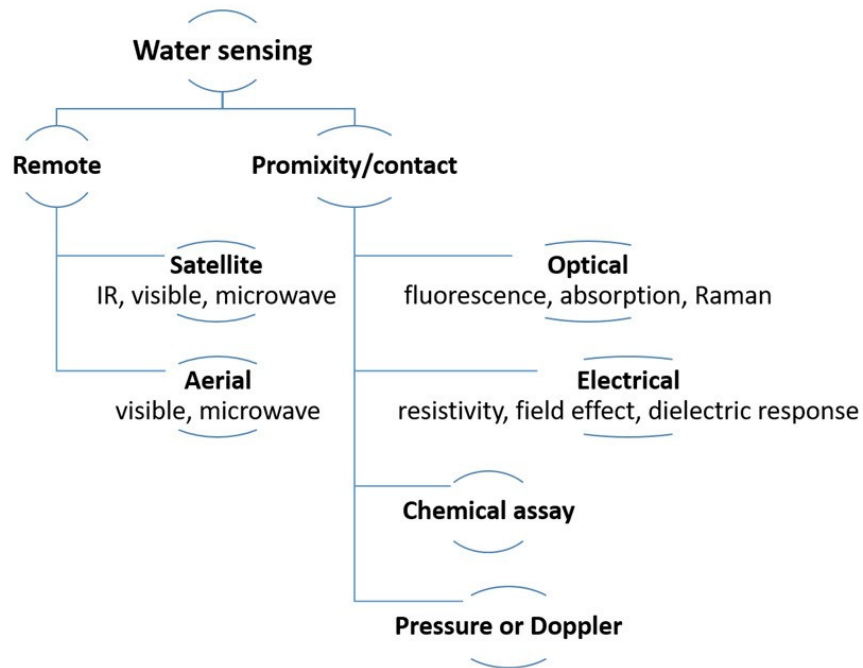 Water sensing
Remote
Promixity/contact
Satellite
IR, visible, microwave
Aerial
visible, microwave
Optical
fluorescence, absorption, Raman
Electrical
resistivity, field effect, dielectric response
Chemical assay
Pressure or Doppler